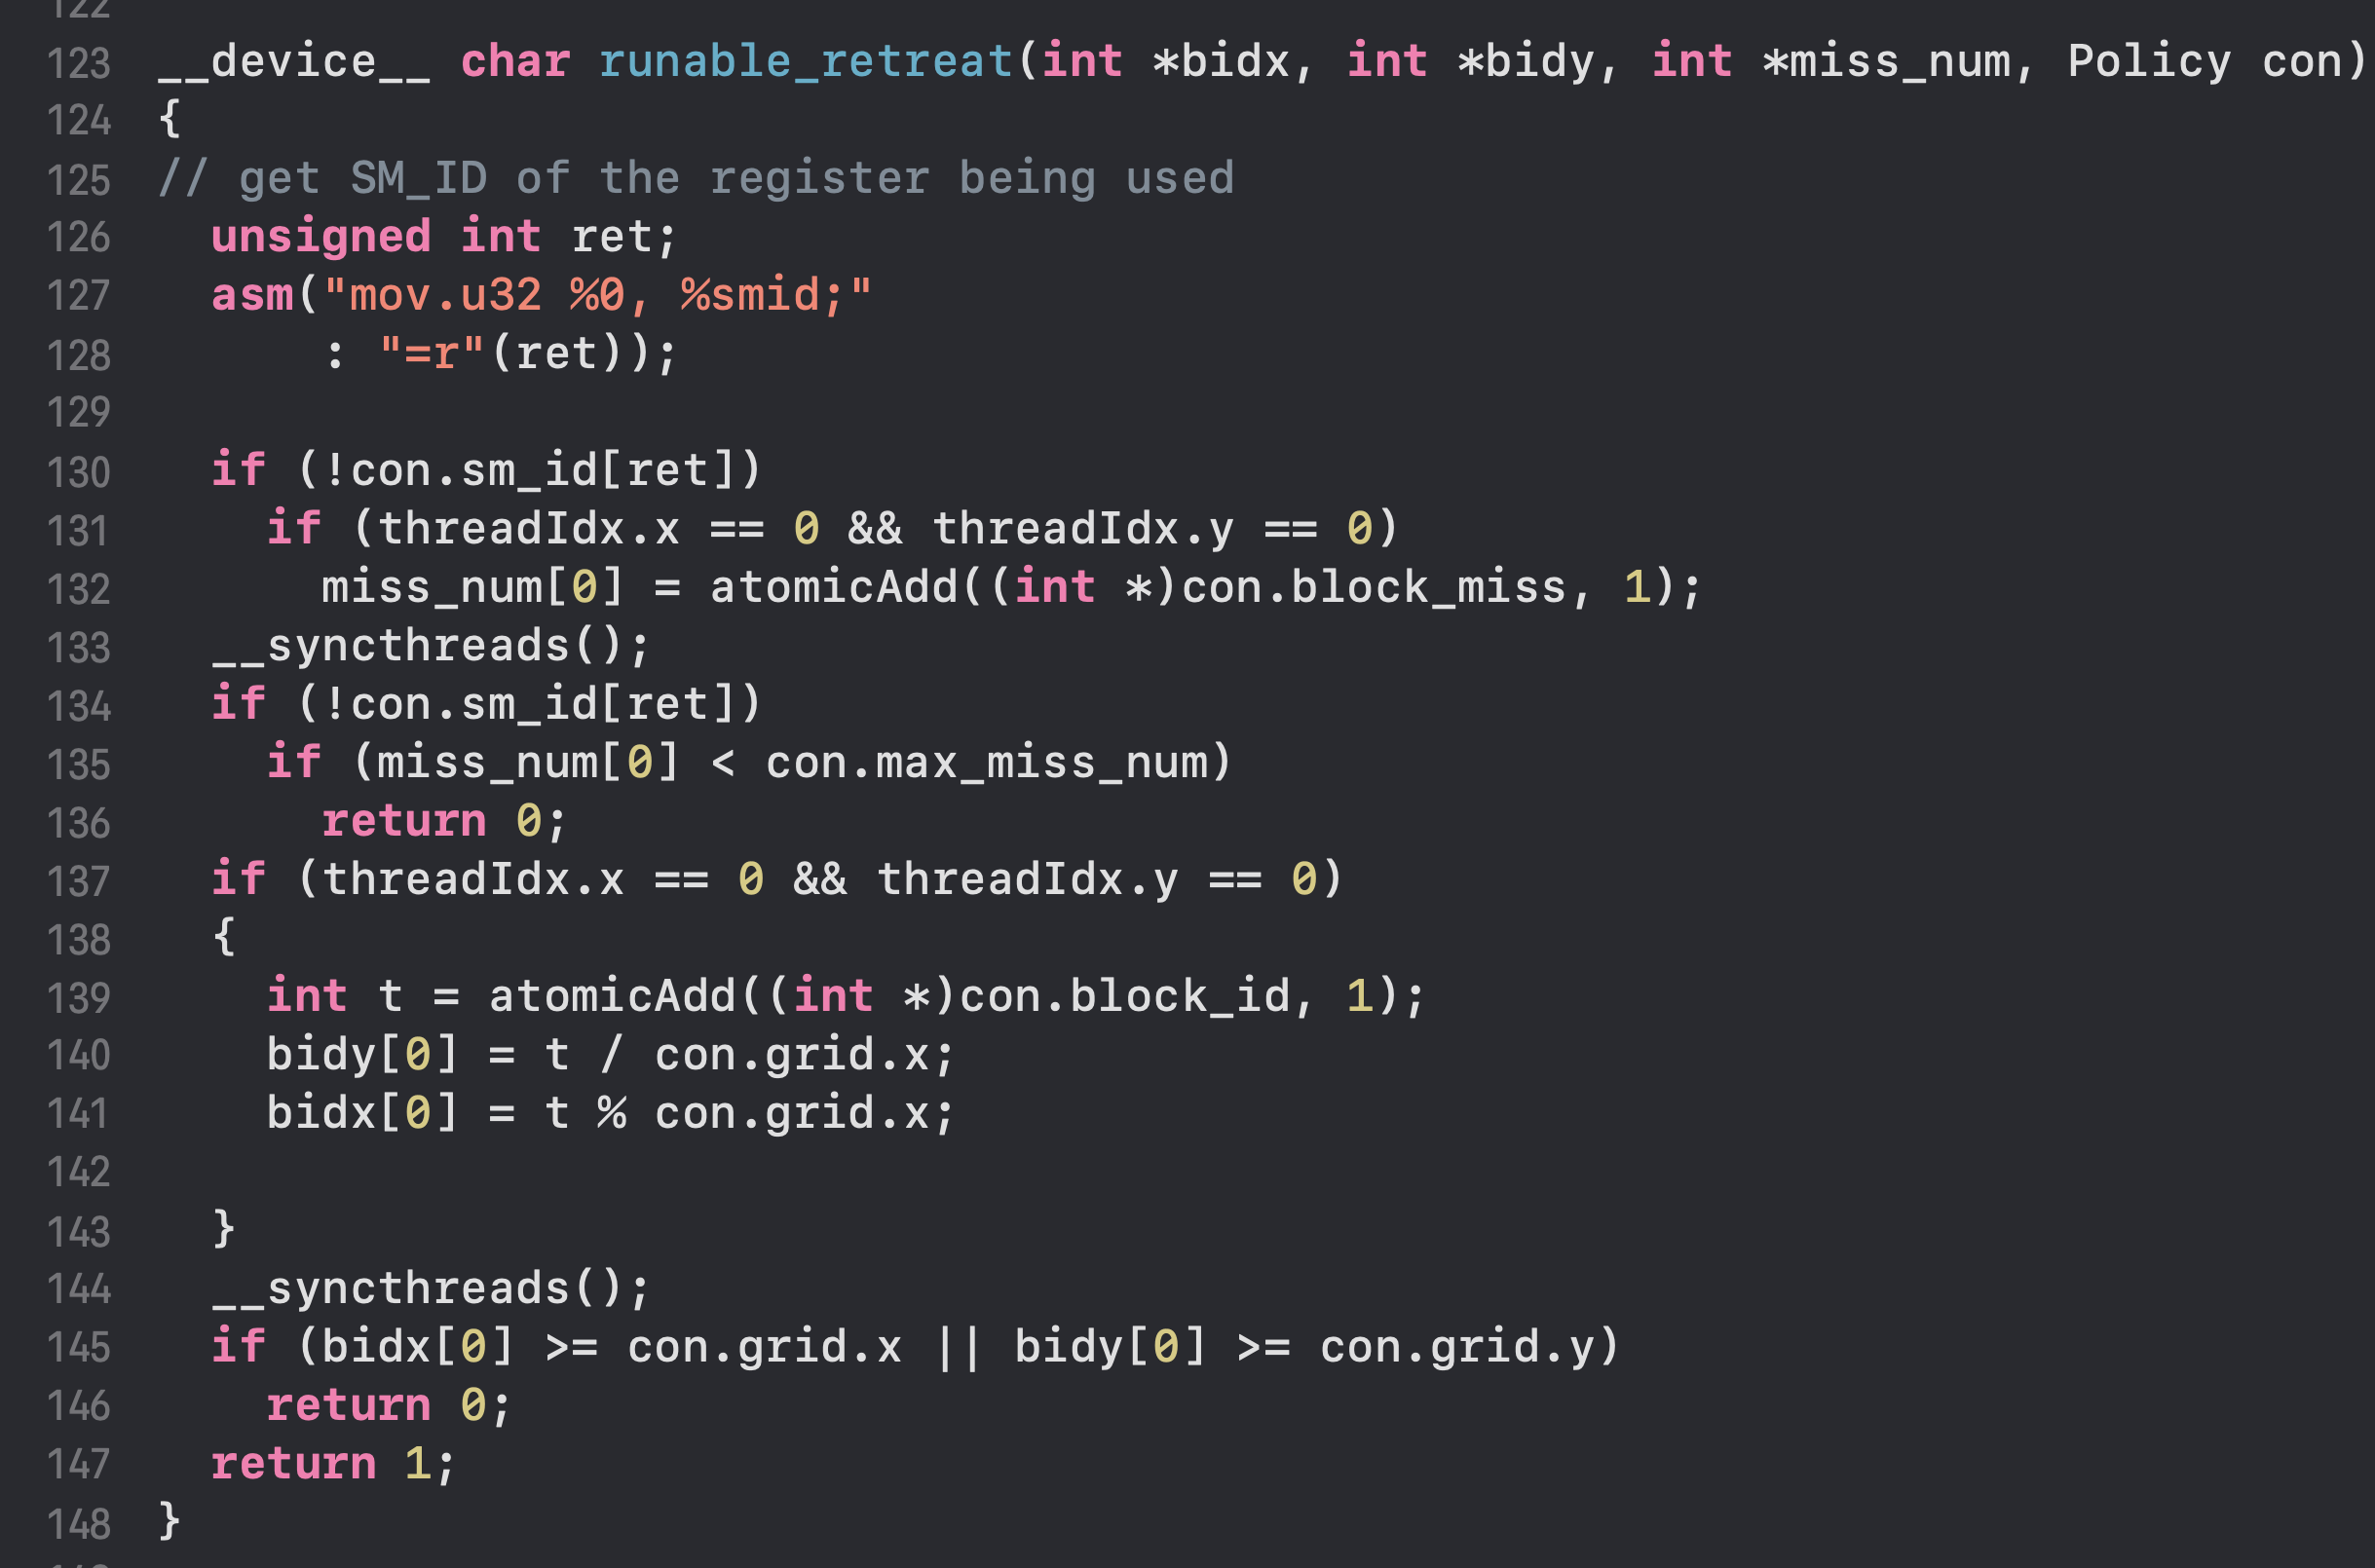 122
123 __device__ char runable_retreat(int *bidx, int *bidy, int *miss_num, Policy con)
124 {
125 // get SM_ID of the register being used
126   unsigned int ret;
127   asm("mov.u32 %0, %smid;"
128       : "=r"(ret));
129
130   if (!con.sm_id[ret])
131     if (threadIdx.x == 0 && threadIdx.y == 0)
132       miss_num[0] = atomicAdd((int *)con.block_miss, 1);
133   __syncthreads();
134   if (!con.sm_id[ret])
135     if (miss_num[0] < con.max_miss_num)
136       return 0;
137   if (threadIdx.x == 0 && threadIdx.y == 0)
138   {
139     int t = atomicAdd((int *)con.block_id, 1);
140     bidy[0] = t / con.grid.x;
141     bidx[0] = t % con.grid.x;
142
143   }
144   __syncthreads();
145   if (bidx[0] >= con.grid.x || bidy[0] >= con.grid.y)
146     return 0;
147   return 1;
148 }